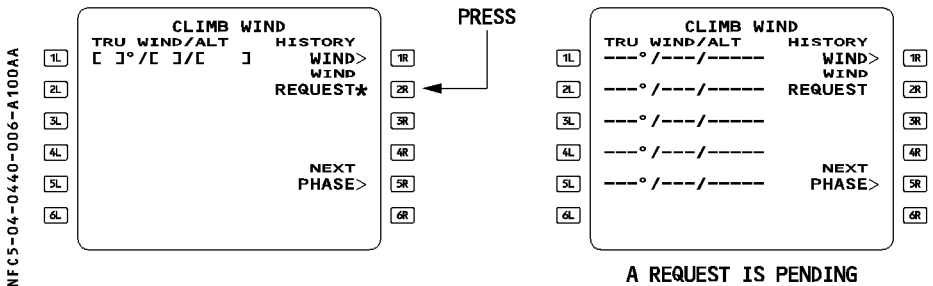 PRESS
CLIMB WIND
TRU WIND/ALT HISTORY
1L [ ]°/[ ]/[ ] WIND> 1R
WIND
2L REQUEST* 2R
3L 3R
4L 4R
NEXT
5L PHASE> 5R
6L 6R
CLIMB WIND
TRU WIND/ALT HISTORY
1L ---°/---/----- WIND> 1R
WIND
2L ---°/---/----- REQUEST 2R
3L ---°/---/----- 3R
4L ---°/---/----- 4R
NEXT
5L ---°/---/----- PHASE> 5R
6L 6R
A REQUEST IS PENDING
NFC5-04-0440-006-A100AA